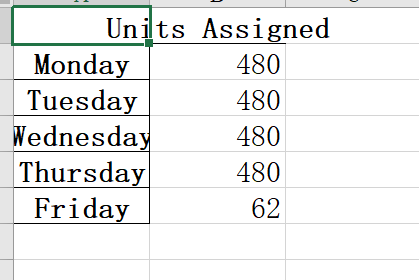 Units Assigned
Monday 480
Tuesday 480
Wednesday 480
Thursday 480
Friday 62